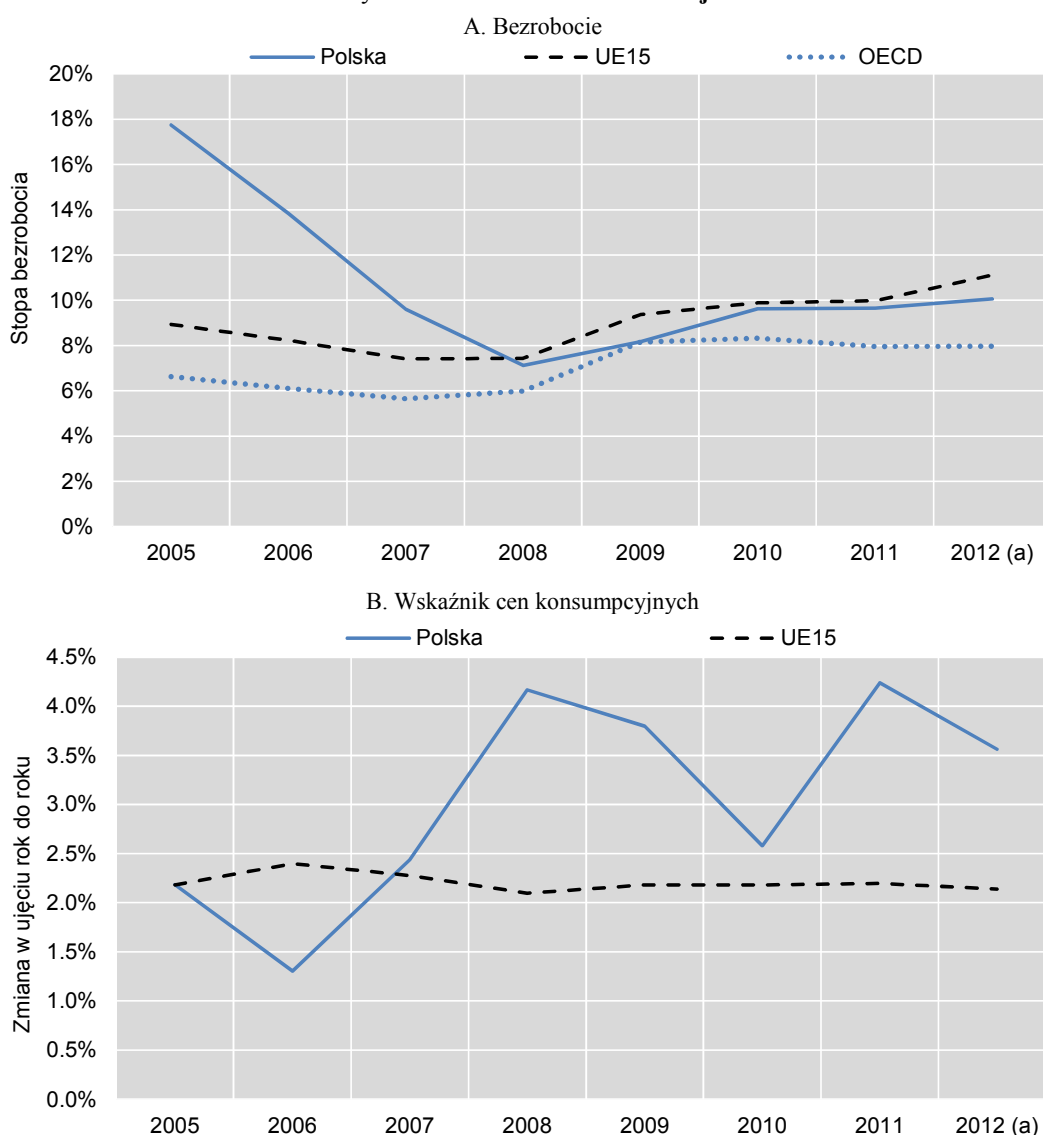 A. Bezrobocie
Polska UE15 OECD
20%
18%
16%
14%
12%
10%
8%
6%
4%
2%
0%
Stopa bezrobocia
2005 2006 2007 2008 2009 2010 2011 2012 (a)
B. Wskaźnik cen konsumpcyjnych
Polska UE15
4.5%
4.0%
3.5%
3.0%
2.5%
2.0%
1.5%
1.0%
0.5%
0.0%
Zmiana w ujęciu rok do roku
2005 2006 2007 2008 2009 2010 2011 2012 (a)